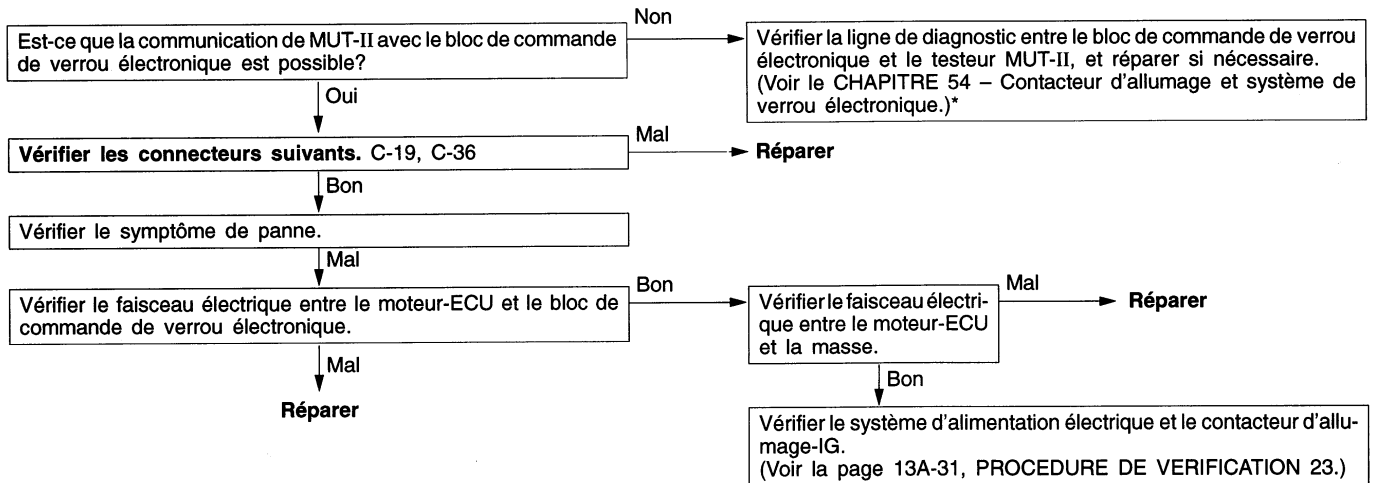 Est-ce que la communication de MUT-II avec le bloc de commande
de verrou électronique est possible?
Non
Vérifier la ligne de diagnostic entre le bloc de commande de verrou
électronique et le testeur MUT-II, et réparer si nécessaire.
(Voir le CHAPITRE 54 – Contacteur d'allumage et système de
verrou électronique.)*
Oui
Vérifier les connecteurs suivants. C-19, C-36
Mal
Réparer
Bon
Vérifier le symptôme de panne.
Mal
Vérifier le faisceau électrique entre le moteur-ECU et le bloc de
commande de verrou électronique.
Bon
Vérifier le faisceau électri-
que entre le moteur-ECU
et la masse.
Mal
Réparer
Mal
Réparer
Bon
Vérifier le système d'alimentation électrique et le contacteur d'allu-
mage-IG.
(Voir la page 13A-31, PROCEDURE DE VERIFICATION 23.)